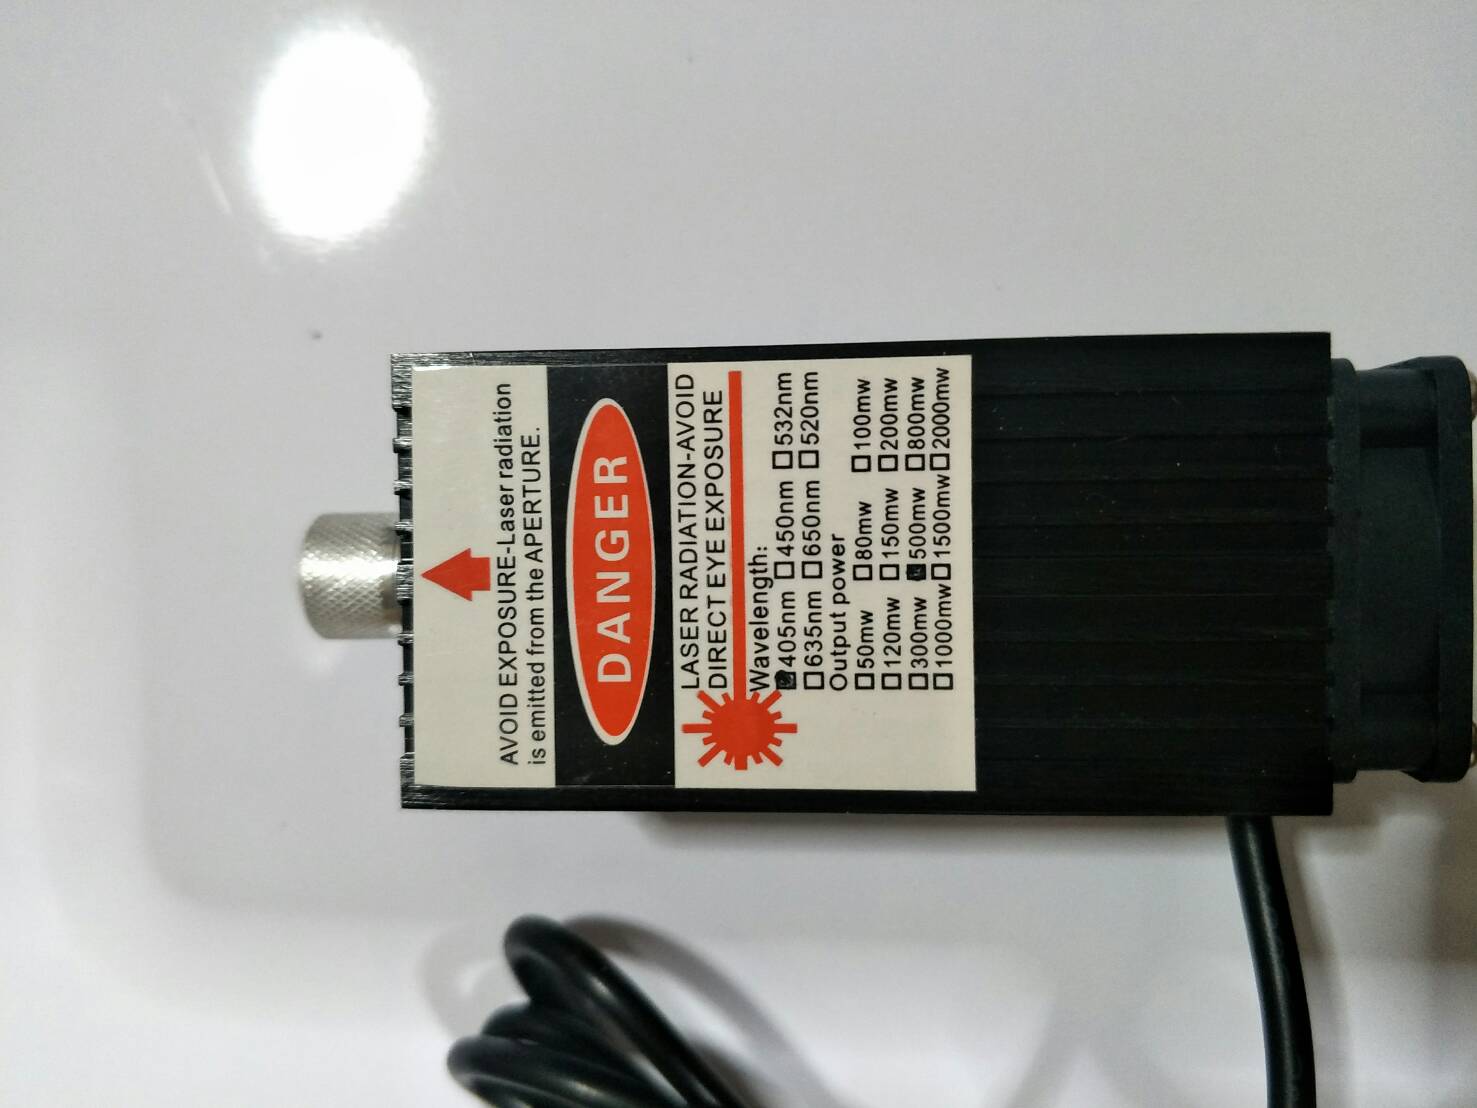 AVOID EXPOSURE-Laser radiation
is emitted from the APERTURE.
DANGER
LASER RADIATION-AVOID
DIRECT EYE EXPOSURE
Wavelength:
■405nm □450nm □532nm
□635nm □650nm □520nm
Output power
□50mw □80mw □100mw
□120mw □150mw □200mw
□300mw ■500mw □800mw
□1000mw □1500mw □2000mw